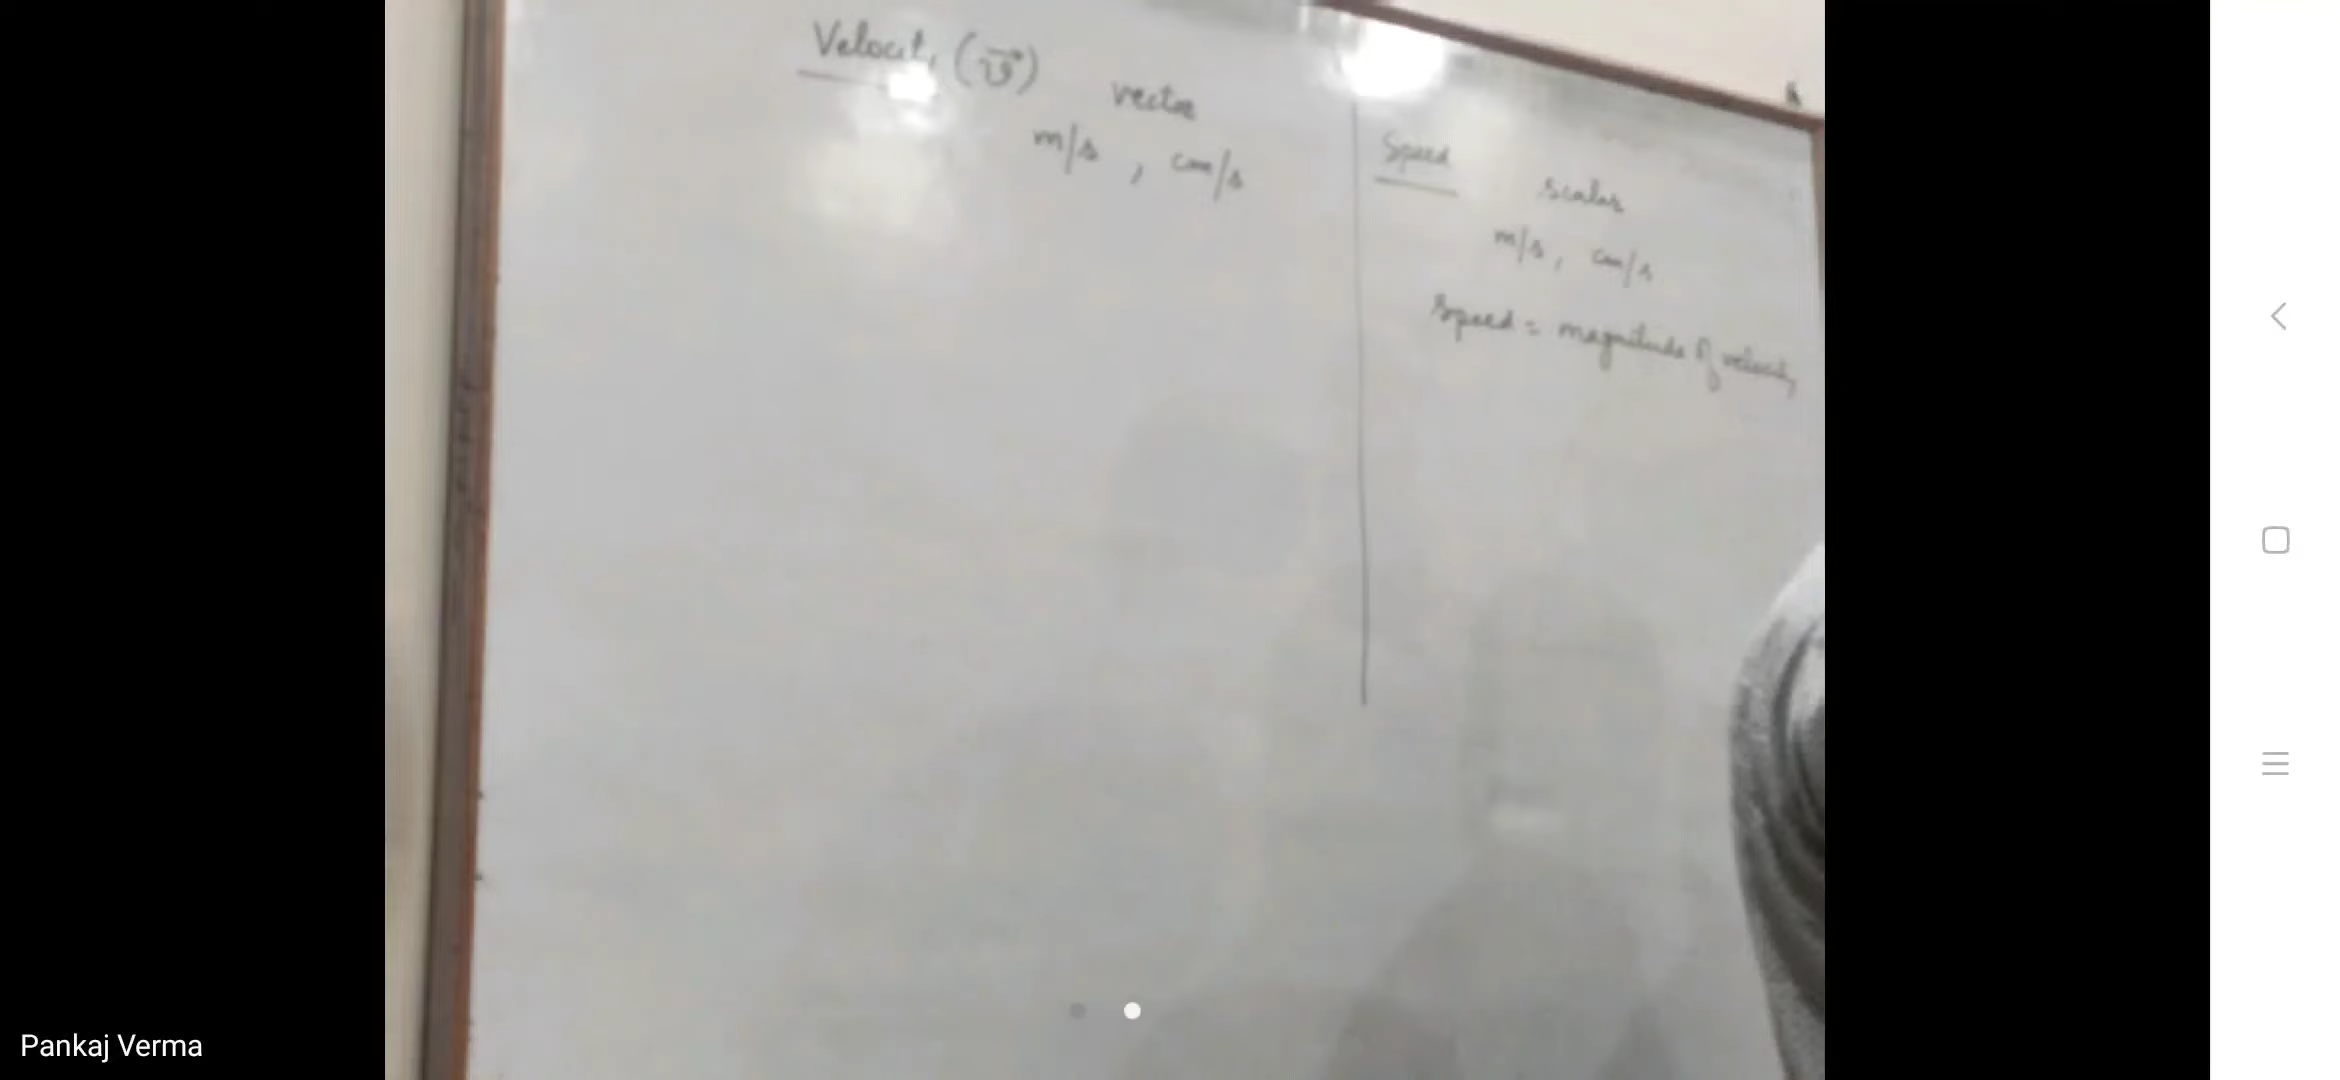 Velocity (v⃗)
vector
m/s , cm/s
Speed
scalar
m/s, cm/s
Speed = magnitude of velocity
Pankaj Verma